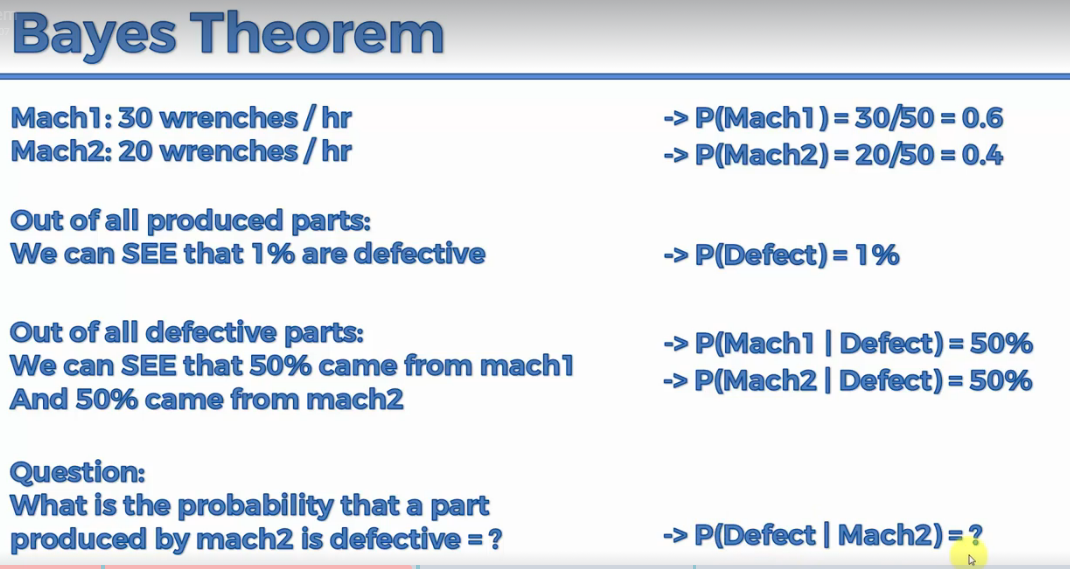 Bayes Theorem
Mach1: 30 wrenches / hr
-> P(Mach1) = 30/50 = 0.6
Mach2: 20 wrenches / hr
-> P(Mach2) = 20/50 = 0.4
Out of all produced parts:
We can SEE that 1% are defective
-> P(Defect) = 1%
Out of all defective parts:
We can SEE that 50% came from mach1
-> P(Mach1 | Defect) = 50%
And 50% came from mach2
-> P(Mach2 | Defect) = 50%
Question:
What is the probability that a part
produced by mach2 is defective = ?
-> P(Defect | Mach2) = ?